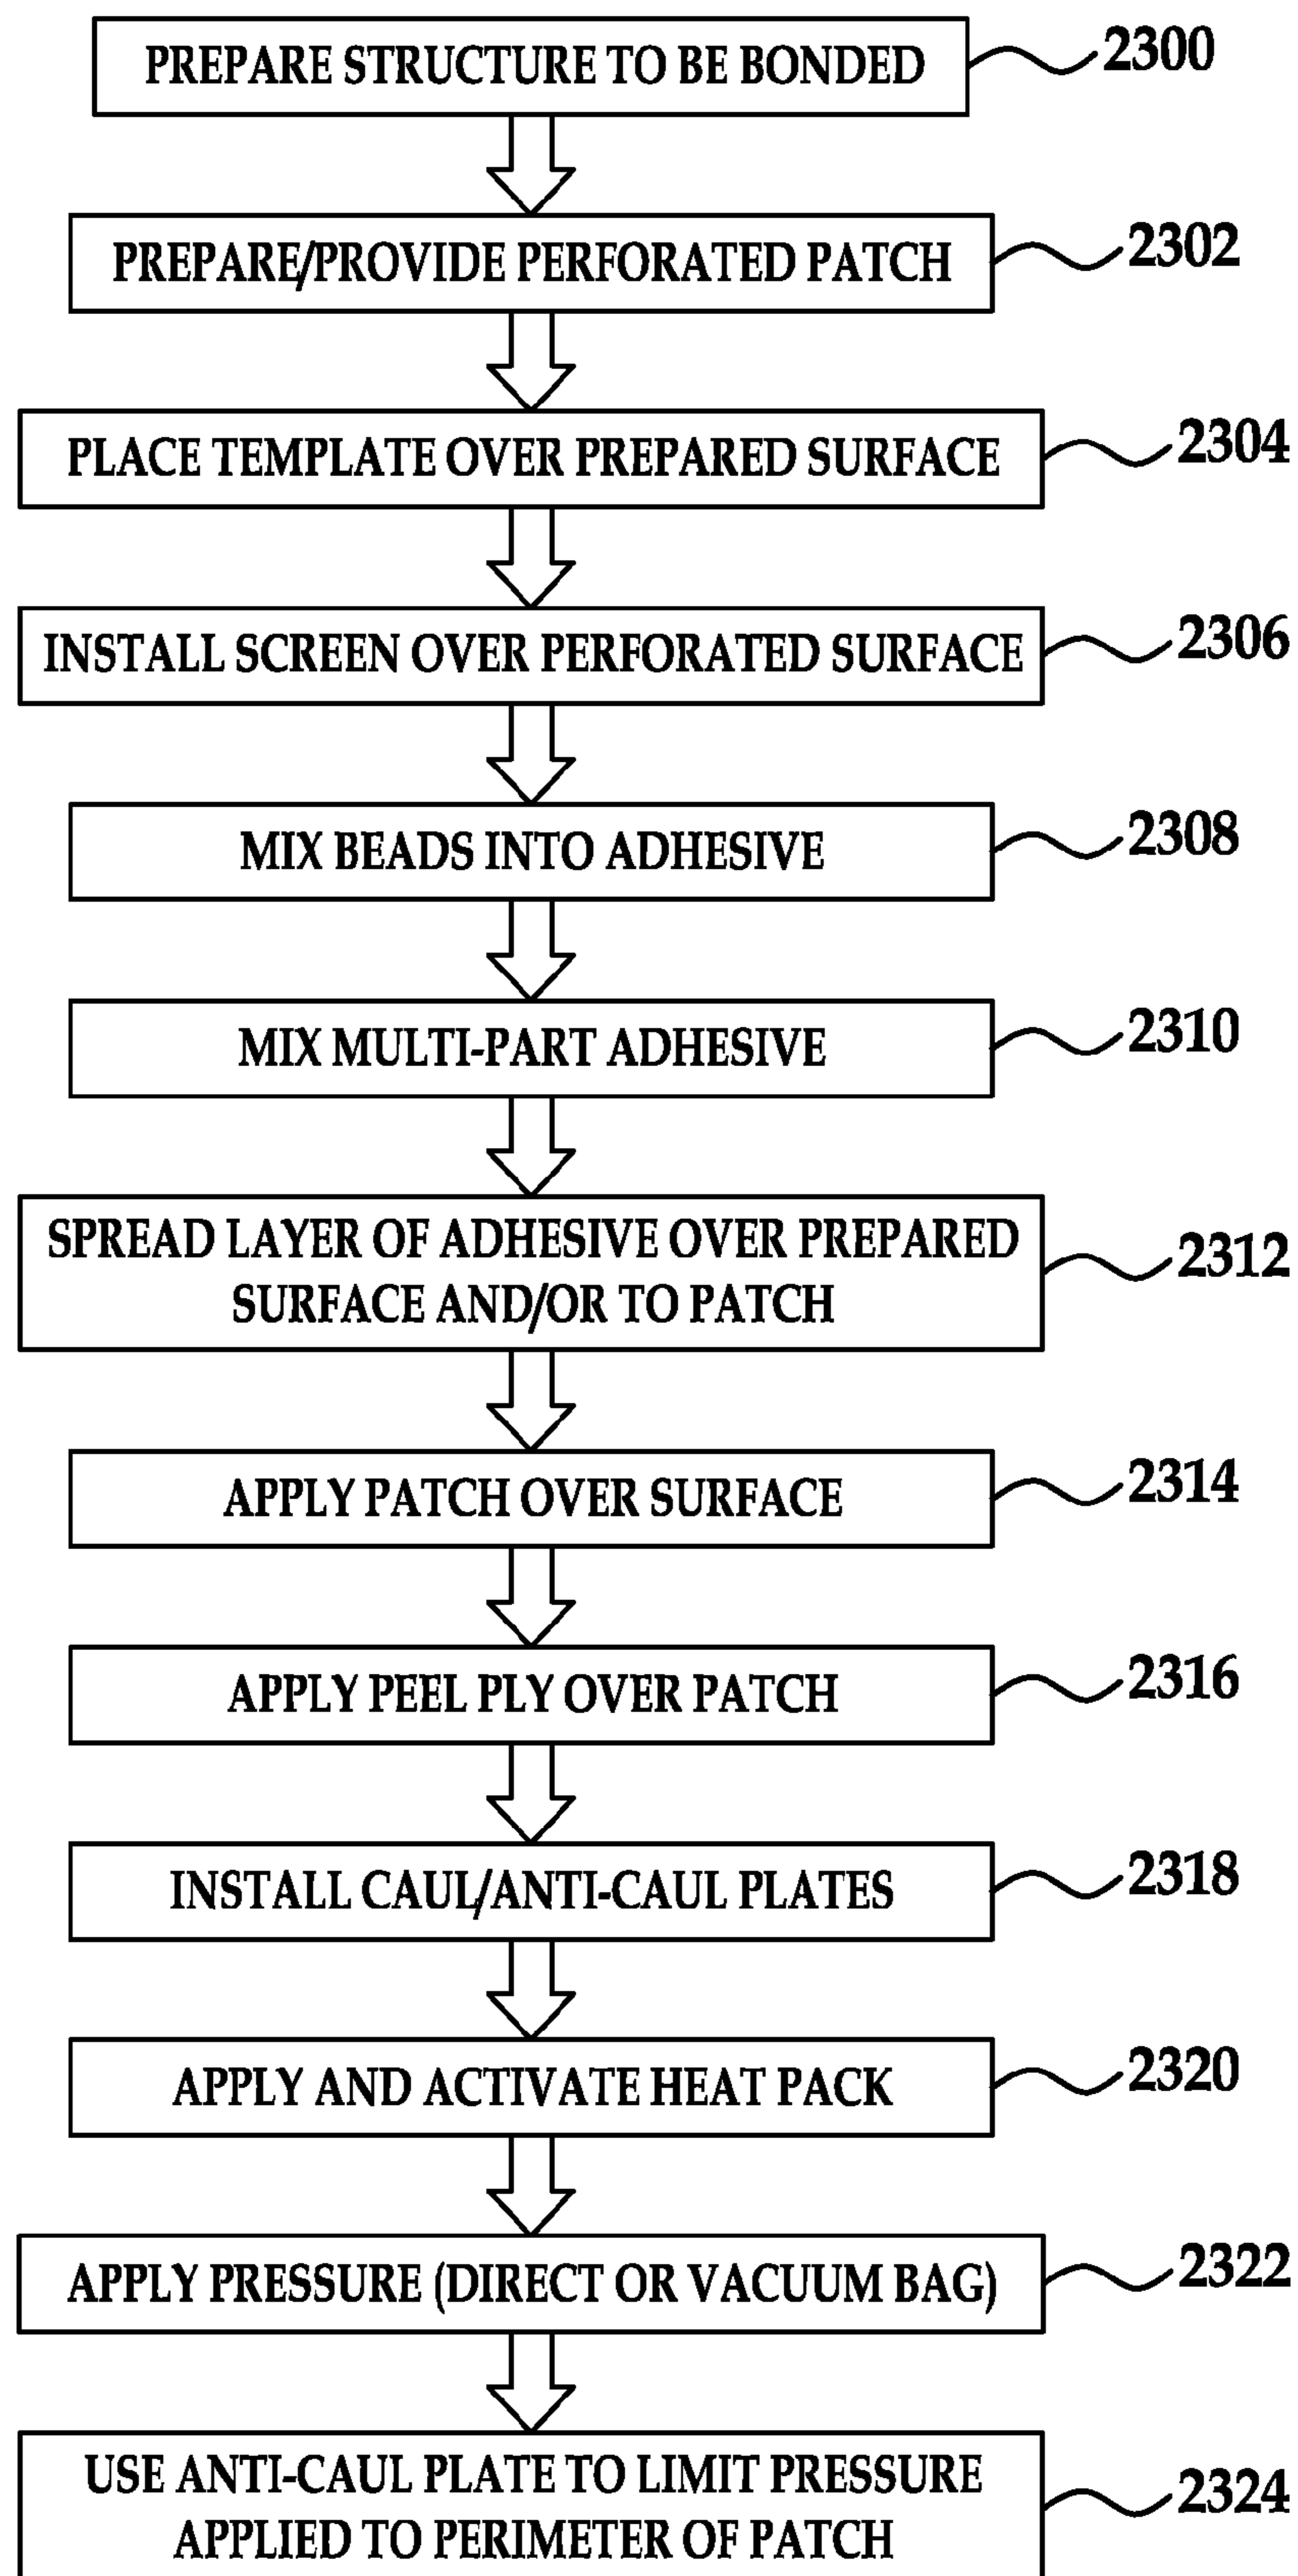 PREPARE STRUCTURE TO BE BONDED
2300
PREPARE/PROVIDE PERFORATED PATCH
2302
PLACE TEMPLATE OVER PREPARED SURFACE
2304
INSTALL SCREEN OVER PERFORATED SURFACE
2306
MIX BEADS INTO ADHESIVE
2308
MIX MULTI-PART ADHESIVE
2310
SPREAD LAYER OF ADHESIVE OVER PREPARED
SURFACE AND/OR TO PATCH
2312
APPLY PATCH OVER SURFACE
2314
APPLY PEEL PLY OVER PATCH
2316
INSTALL CAUL/ANTI-CAUL PLATES
2318
APPLY AND ACTIVATE HEAT PACK
2320
APPLY PRESSURE (DIRECT OR VACUUM BAG)
2322
USE ANTI-CAUL PLATE TO LIMIT PRESSURE
APPLIED TO PERIMETER OF PATCH
2324